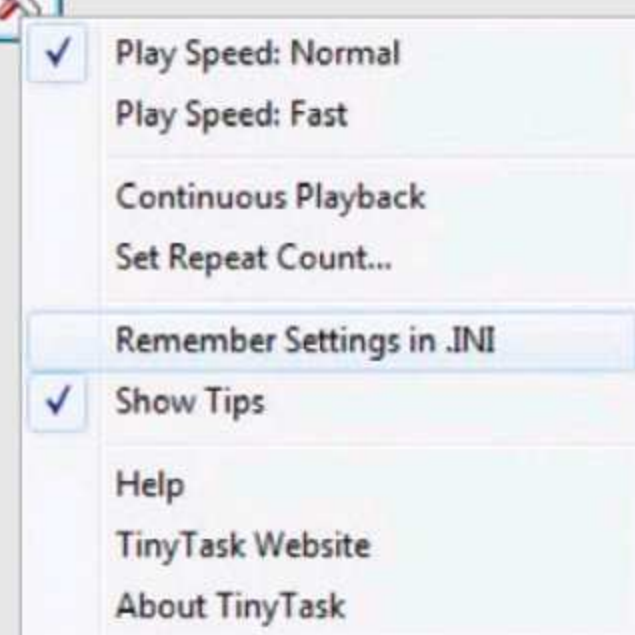 Play Speed: Normal
Play Speed: Fast
Continuous Playback
Set Repeat Count...
Remember Settings in .INI
Show Tips
Help
TinyTask Website
About TinyTask